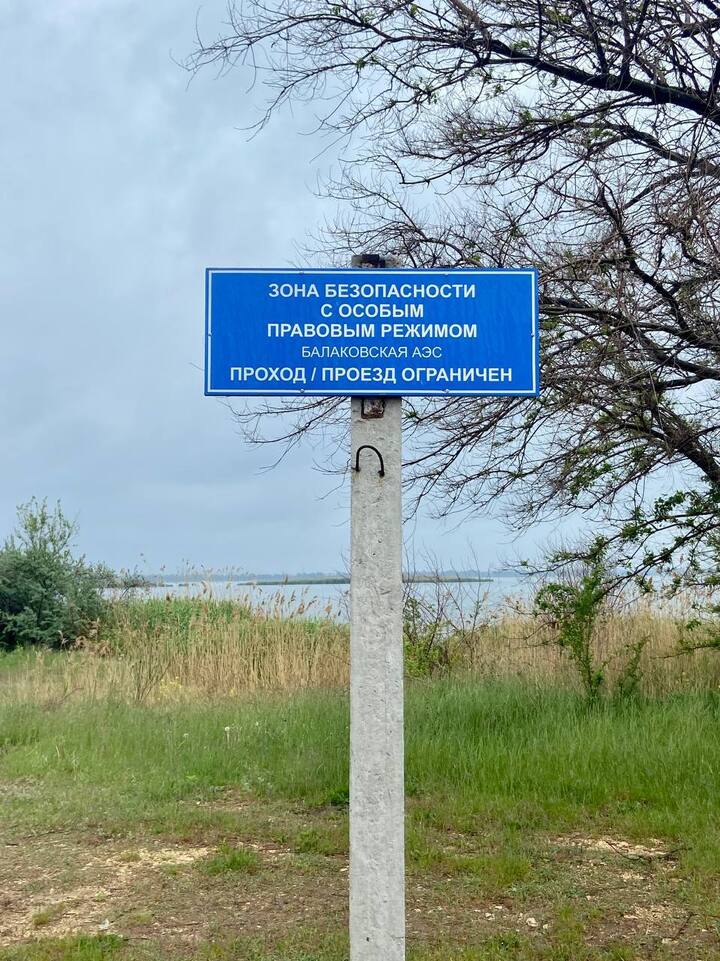 ЗОНА БЕЗОПАСНОСТИ
С ОСОБЫМ
ПРАВОВЫМ РЕЖИМОМ
БАЛАКОВСКАЯ АЭС
ПРОХОД / ПРОЕЗД ОГРАНИЧЕН